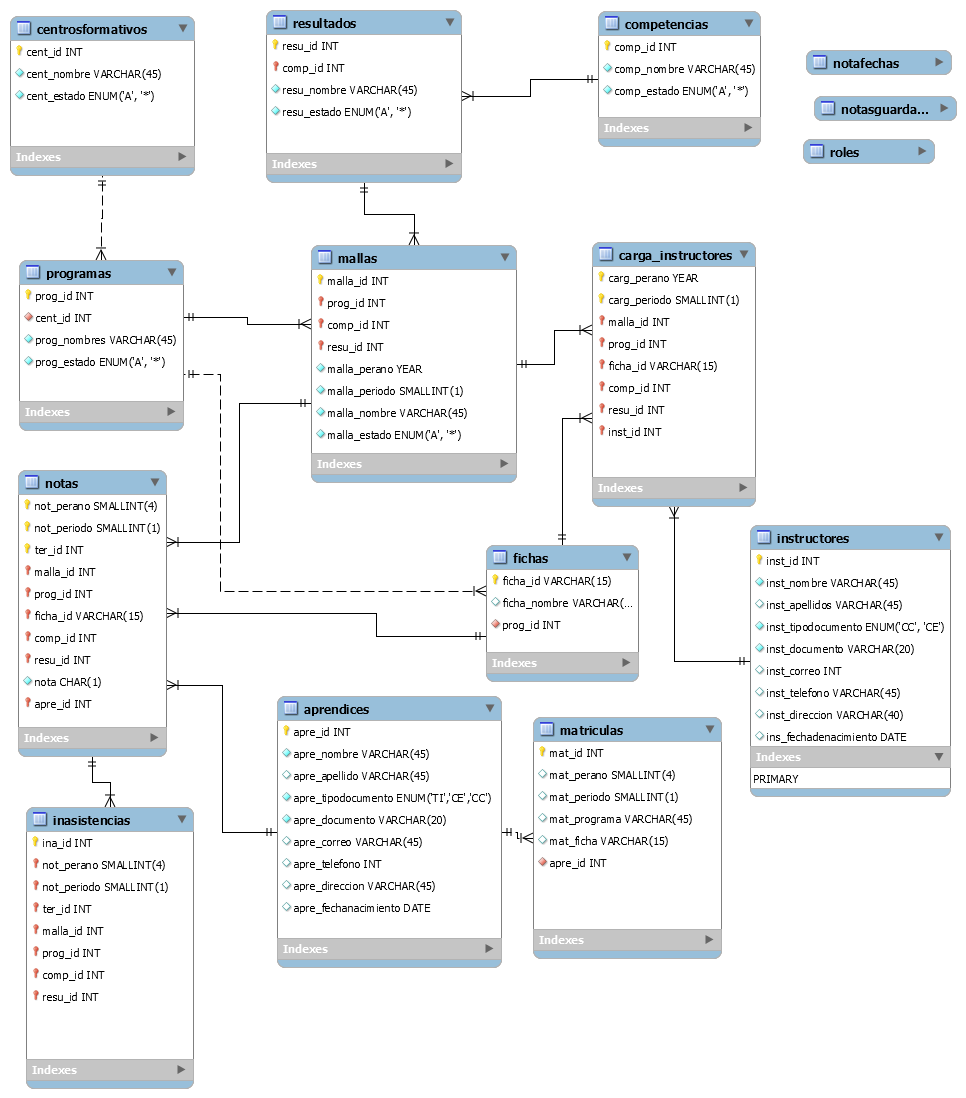 centrosformativos
cent_id INT
cent_nombre VARCHAR(45)
cent_estado ENUM('A', '*')
Indexes
resultados
resu_id INT
comp_id INT
resu_nombre VARCHAR(45)
resu_estado ENUM('A', '*')
Indexes
competencias
comp_id INT
comp_nombre VARCHAR(45)
comp_estado ENUM('A', '*')
Indexes
notafechas
notasguarda...
roles
programas
prog_id INT
cent_id INT
prog_nombres VARCHAR(45)
prog_estado ENUM('A', '*')
Indexes
mallas
malla_id INT
prog_id INT
comp_id INT
resu_id INT
malla_perano YEAR
malla_periodo SMALLINT(1)
malla_nombre VARCHAR(45)
malla_estado ENUM('A', '*')
Indexes
carga_instructores
carg_perano YEAR
carg_periodo SMALLINT(1)
malla_id INT
prog_id INT
ficha_id VARCHAR(15)
comp_id INT
resu_id INT
inst_id INT
Indexes
notas
not_perano SMALLINT(4)
not_periodo SMALLINT(1)
ter_id INT
malla_id INT
prog_id INT
ficha_id VARCHAR(15)
comp_id INT
resu_id INT
nota CHAR(1)
apre_id INT
Indexes
fichas
ficha_id VARCHAR(15)
ficha_nombre VARCHAR(...
prog_id INT
Indexes
instructores
inst_id INT
inst_nombre VARCHAR(45)
inst_apellidos VARCHAR(45)
inst_tipodocumento ENUM('CC', 'CE')
inst_documento VARCHAR(20)
inst_correo INT
inst_telefono VARCHAR(45)
inst_direccion VARCHAR(40)
ins_fechadenacimiento DATE
Indexes
PRIMARY
aprendices
apre_id INT
apre_nombre VARCHAR(45)
apre_apellido VARCHAR(45)
apre_tipodocumento ENUM('TI','CE','CC')
apre_documento VARCHAR(20)
apre_correo VARCHAR(45)
apre_telefono INT
apre_direccion VARCHAR(45)
apre_fechanacimiento DATE
Indexes
matriculas
mat_id INT
mat_perano SMALLINT(4)
mat_periodo SMALLINT(1)
mat_programa VARCHAR(45)
mat_ficha VARCHAR(15)
apre_id INT
Indexes
inasistencias
ina_id INT
not_perano SMALLINT(4)
not_periodo SMALLINT(1)
ter_id INT
malla_id INT
prog_id INT
comp_id INT
resu_id INT
Indexes